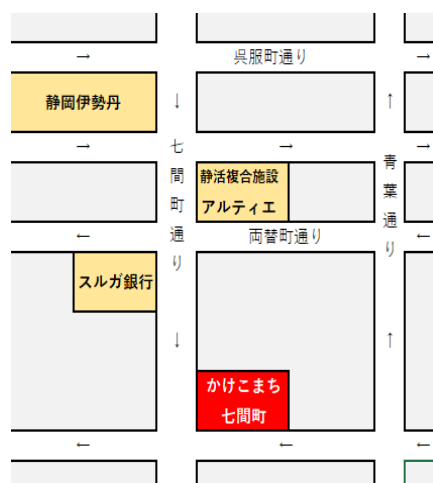 →
呉服町通り
→
静岡伊勢丹
↓
↑
→
→
→
七間町通り
静活複合施設
アルティエ
青葉通り
←
両替町通り
←
スルガ銀行
↓
↑
かけこまち
七間町
←
←
←